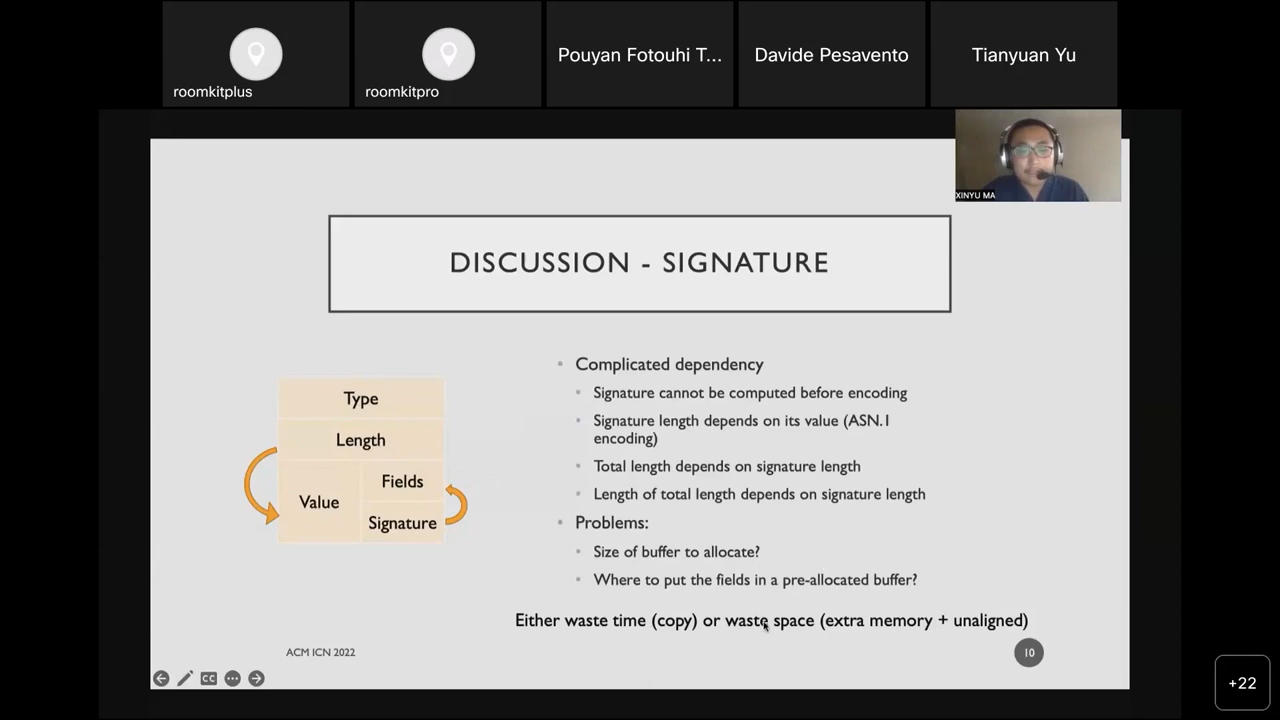 roomkitplus
roomkitpro
Pouyan Fotouhi T...
Davide Pesavento
Tianyuan Yu
XINYU MA
DISCUSSION - SIGNATURE
Type
Length
Value
Fields
Signature
• Complicated dependency
• Signature cannot be computed before encoding
• Signature length depends on its value (ASN.1
encoding)
• Total length depends on signature length
• Length of total length depends on signature length
• Problems:
• Size of buffer to allocate?
• Where to put the fields in a pre-allocated buffer?
Either waste time (copy) or waste space (extra memory + unaligned)
ACM ICN 2022
10
CC
+22